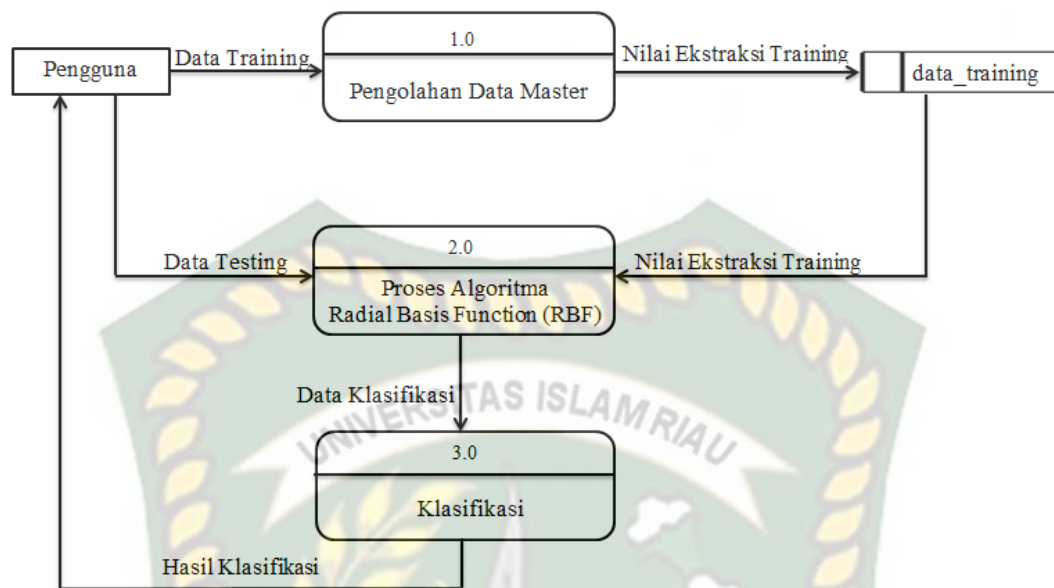 1.0
Pengguna
Data Training
Pengolahan Data Master
Nilai Ekstraksi Training
data_training
2.0
Data Testing
Proses Algoritma
Radial Basis Function (RBF)
Nilai Ekstraksi Training
Data Klasifikasi
UNIVERSITAS ISLAM RIAU
3.0
Klasifikasi
Hasil Klasifikasi